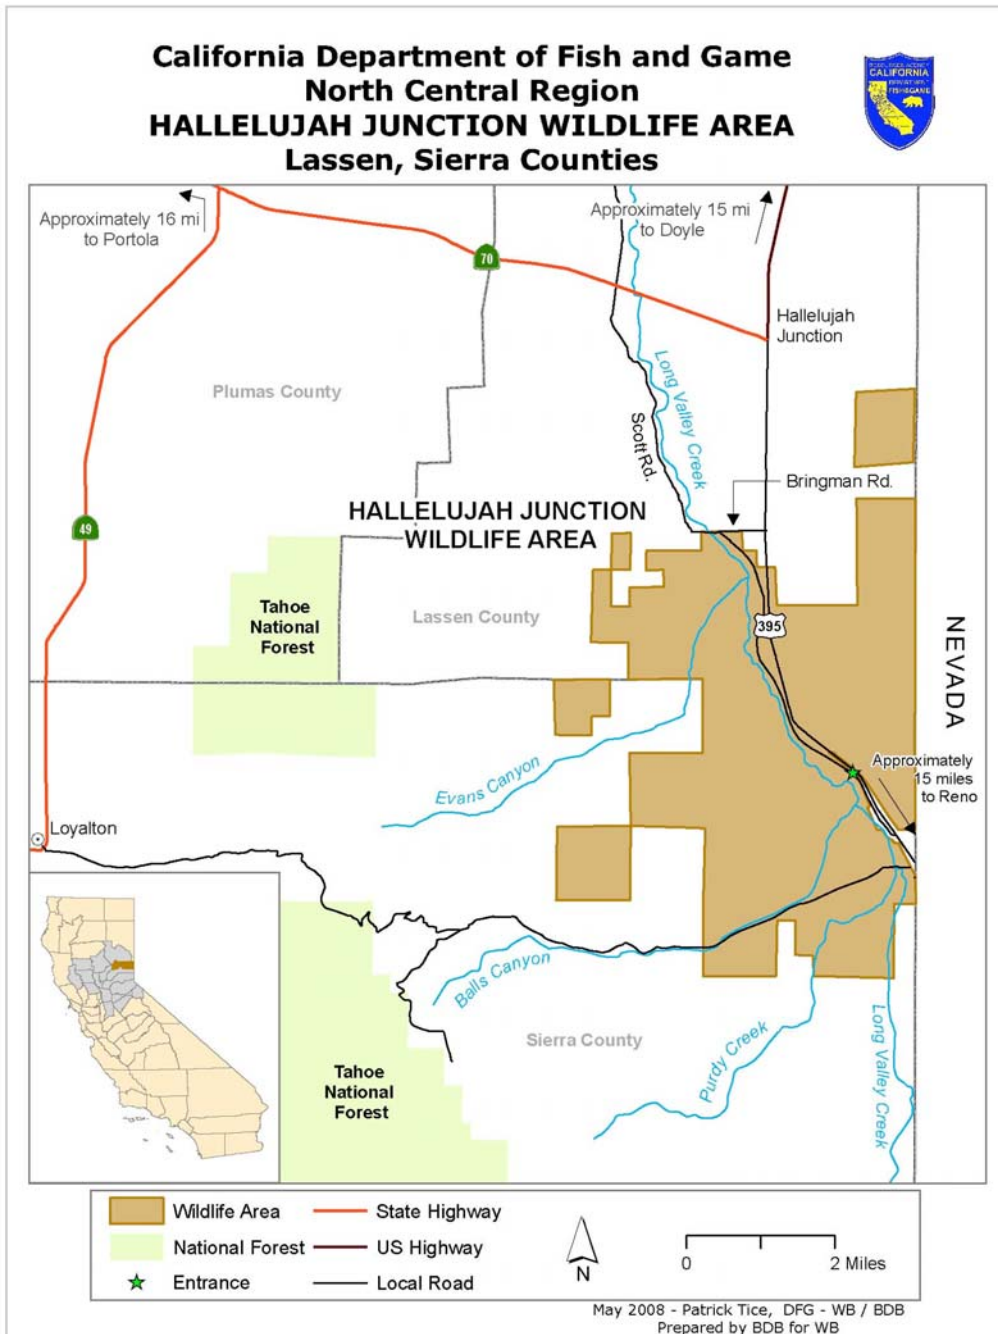 California Department of Fish and Game
North Central Region
HALLELUJAH JUNCTION WILDLIFE AREA
Lassen, Sierra Counties
CALIFORNIA
FISH&GAME
Approximately 16 mi
to Portola
Approximately 15 mi
to Doyle
70
Hallelujah
Junction
Long Valley Creek
Plumas County
Scott Rd.
Bringman Rd.
HALLELUJAH JUNCTION
WILDLIFE AREA
49
Tahoe
National
Forest
Lassen County
395
NEVADA
Approximately
15 miles
to Reno
Evans Canyon
Loyalton
Balls Canyon
Sierra County
Purdy Creek
Long Valley Creek
Tahoe
National
Forest
Wildlife Area
State Highway
National Forest
US Highway
Entrance
Local Road
N
0
2 Miles
May 2008 - Patrick Tice, DFG - WB / BDB
Prepared by BDB for WB